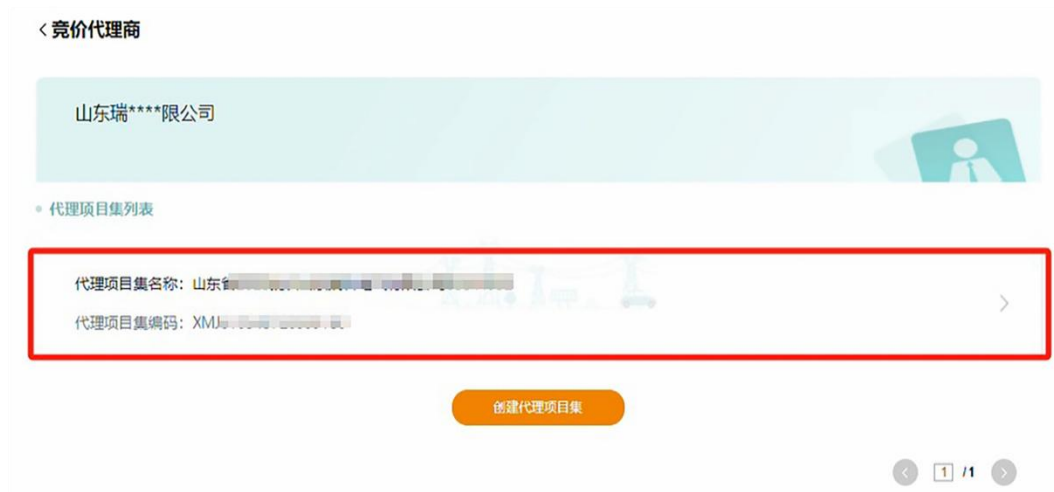 竞价代理商
山东瑞****限公司
代理项目集列表
代理项目集名称：山东省
代理项目集编码：XMJ
创建代理项目集
1 /1